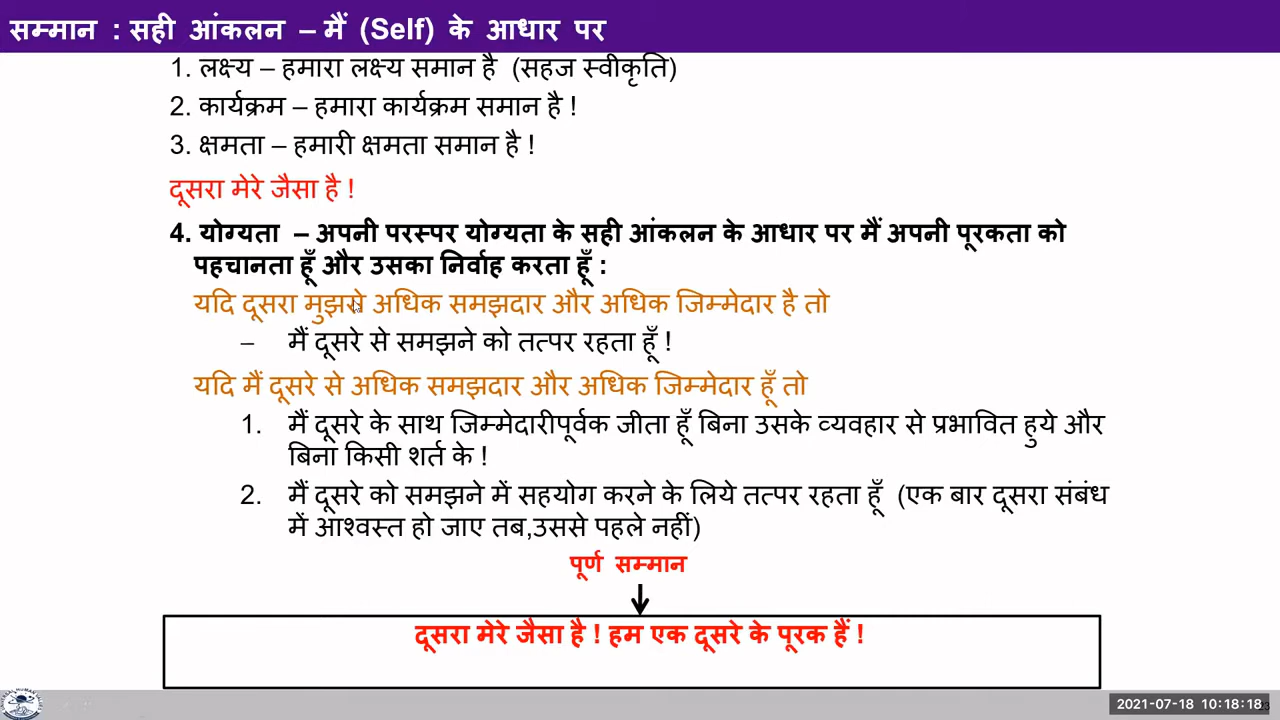 सम्मान : सही आंकलन – मैं (Self) के आधार पर
1. लक्ष्य – हमारा लक्ष्य समान है (सहज स्वीकृति)
2. कार्यक्रम – हमारा कार्यक्रम समान है !
3. क्षमता – हमारी क्षमता समान है !
दूसरा मेरे जैसा है !
4. योग्यता – अपनी परस्पर योग्यता के सही आंकलन के आधार पर मैं अपनी पूरकता को
पहचानता हूँ और उसका निर्वाह करता हूँ :
यदि दूसरा मुझसे अधिक समझदार और अधिक जिम्मेदार है तो
– मैं दूसरे से समझने को तत्पर रहता हूँ !
यदि मैं दूसरे से अधिक समझदार और अधिक जिम्मेदार हूँ तो
1. मैं दूसरे के साथ जिम्मेदारीपूर्वक जीता हूँ बिना उसके व्यवहार से प्रभावित हुये और
बिना किसी शर्त के !
2. मैं दूसरे को समझने में सहयोग करने के लिये तत्पर रहता हूँ (एक बार दूसरा संबंध
में आश्वस्त हो जाए तब,उससे पहले नहीं)
पूर्ण सम्मान
दूसरा मेरे जैसा है ! हम एक दूसरे के पूरक हैं !
2021-07-18 10:18:18